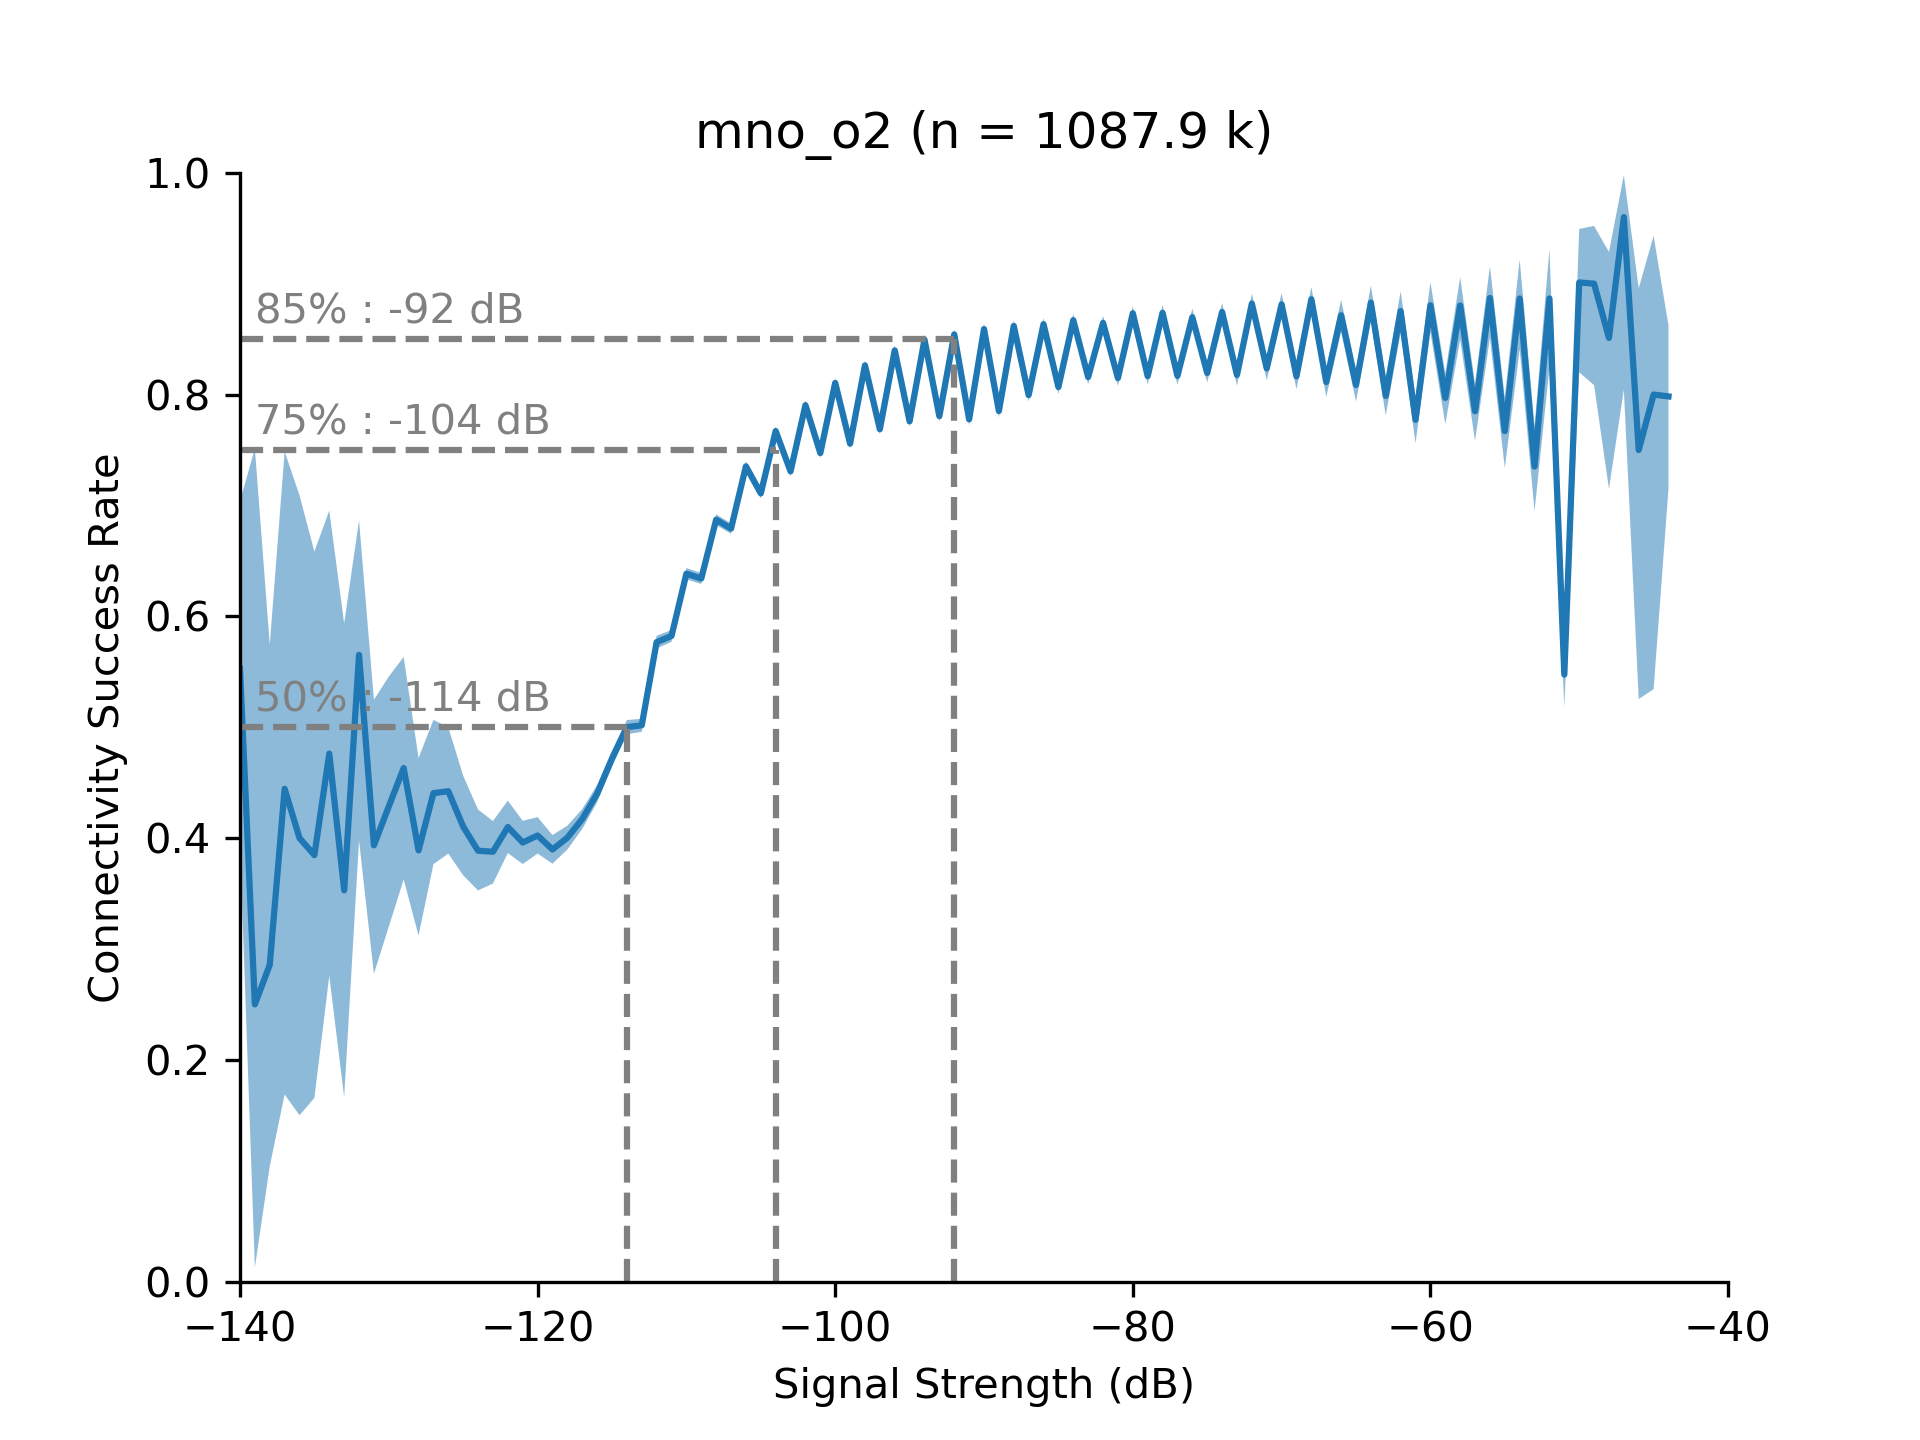 mno_o2 (n = 1087.9 k)
1.0
0.8
0.6
0.4
0.2
0.0
Connectivity Success Rate
85% : -92 dB
75% : -104 dB
50% : -114 dB
−140
−120
−100
−80
−60
−40
Signal Strength (dB)